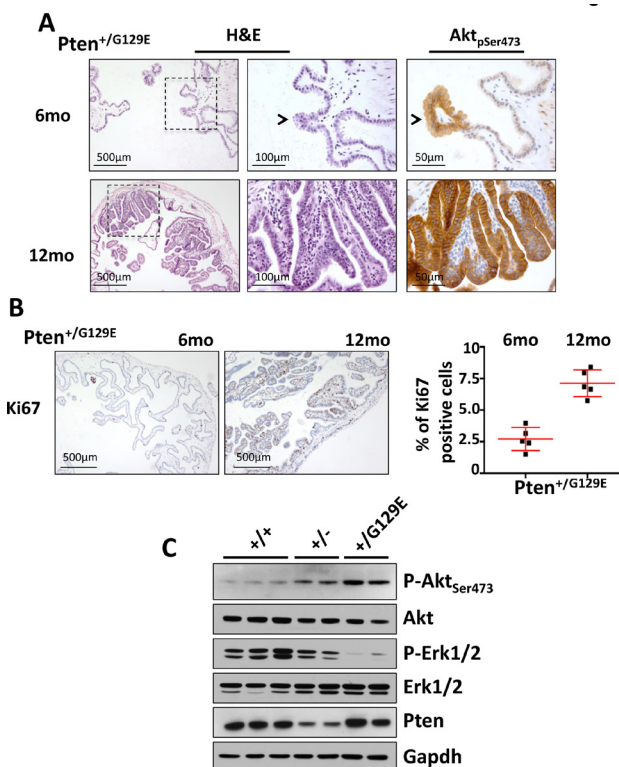 A
Pten+/G129E
H&E
AktpSer473
6mo
500µm
100µm
50µm
12mo
500µm
100µm
50µm
B
Pten+/G129E
6mo
12mo
Ki67
500µm
500µm
6mo
12mo
% of Ki67
positive cells
10
7.5
5.0
2.5
0
Pten+/G129E
C
+/+
+/-
+/G129E
P-AktSer473
Akt
P-Erk1/2
Erk1/2
Pten
Gapdh